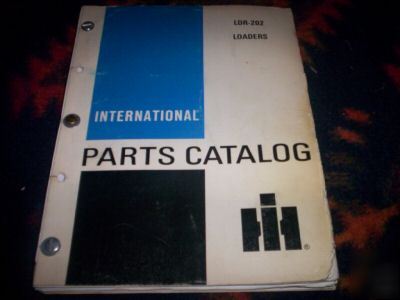 LDR-202
LOADERS
INTERNATIONAL
PARTS CATALOG
IH
®